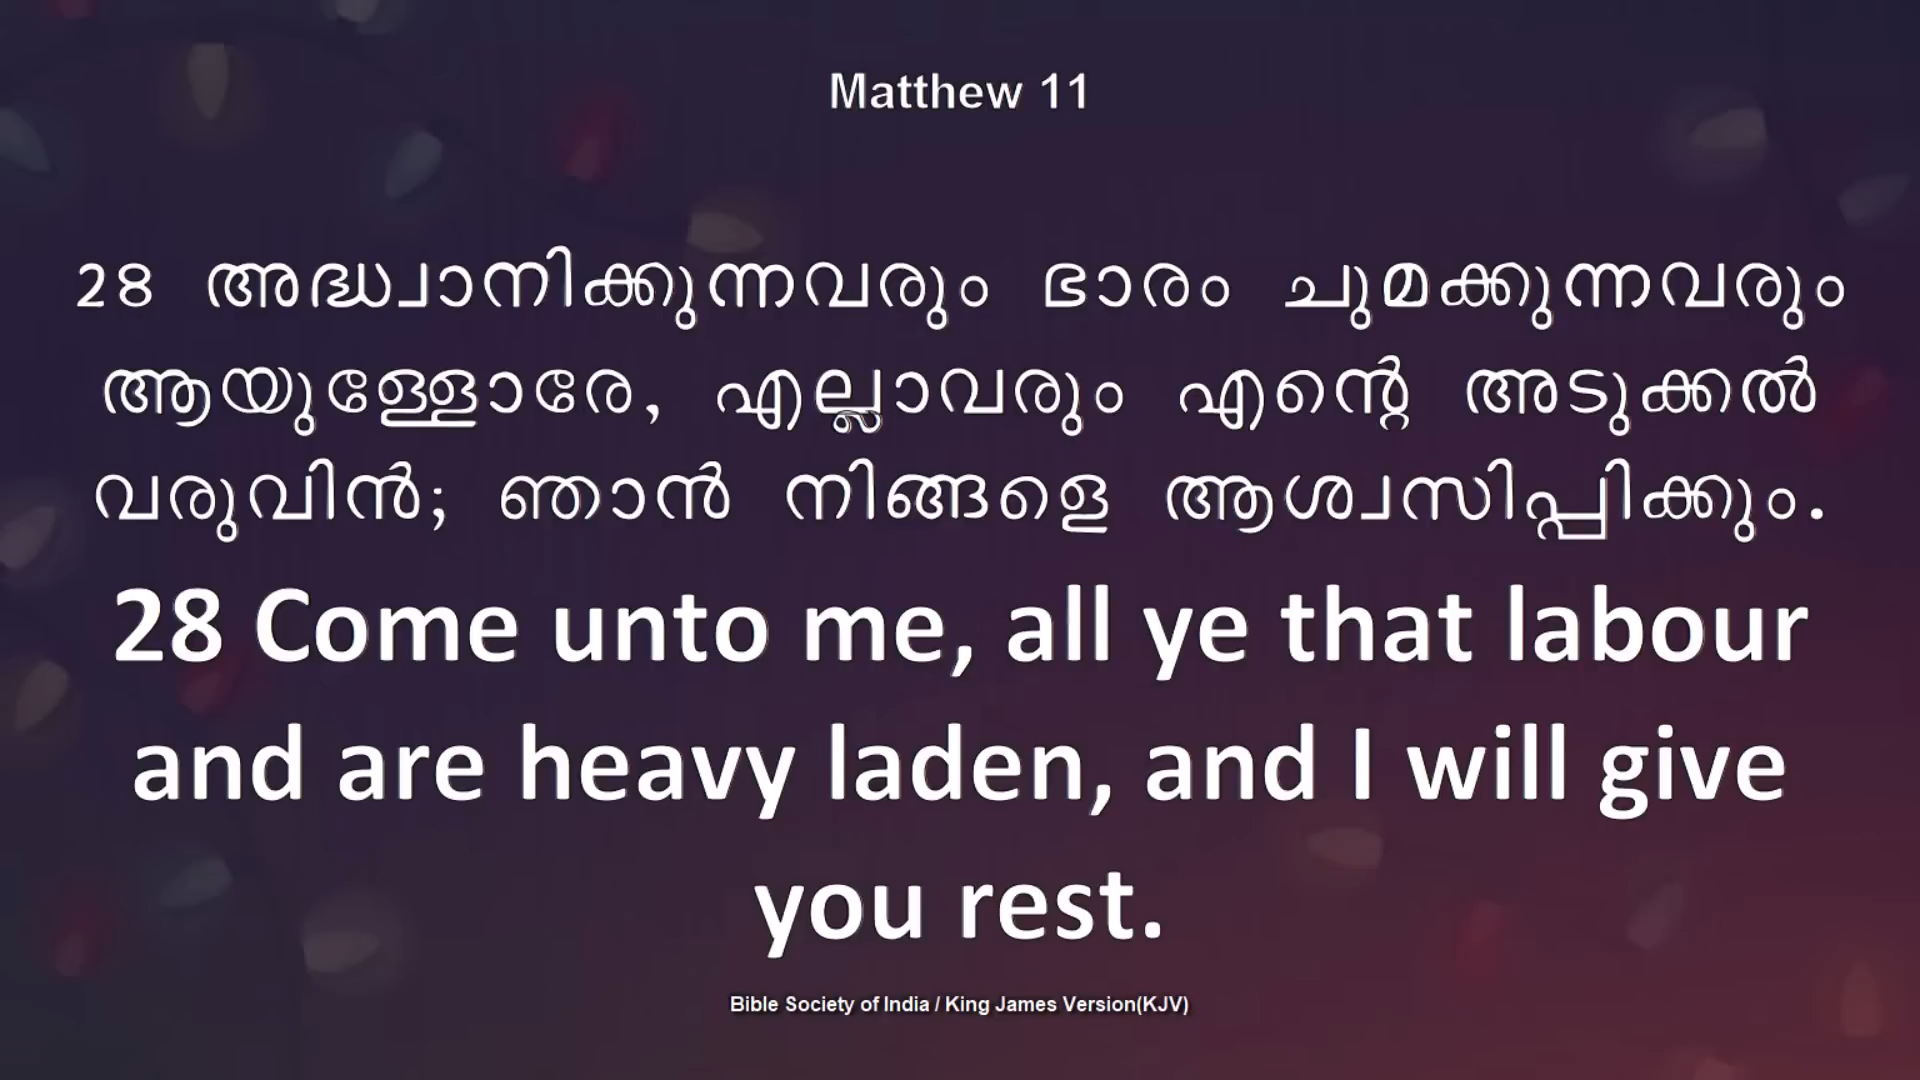 Matthew 11
28 അദ്ധ്വാനിക്കുന്നവരും ഭാരം ചുമക്കുന്നവരും
ആയുള്ളോരേ, എല്ലാവരും എന്റെ അടുക്കൽ
വരുവിൻ; ഞാൻ നിങ്ങളെ ആശ്വസിപ്പിക്കും.
28 Come unto me, all ye that labour
and are heavy laden, and I will give
you rest.
Bible Society of India / King James Version(KJV)